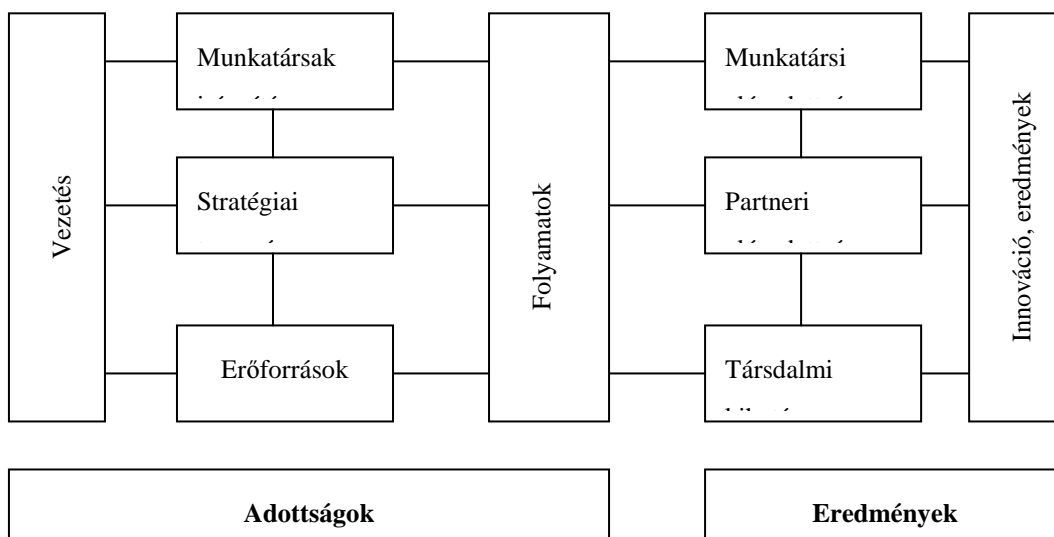 Vezetés
Munkatársak
Stratégiai
Erőforrások
Folyamatok
Munkatársi
Partneri
Társdalmi
Innováció, eredmények
Adottságok
Eredmények